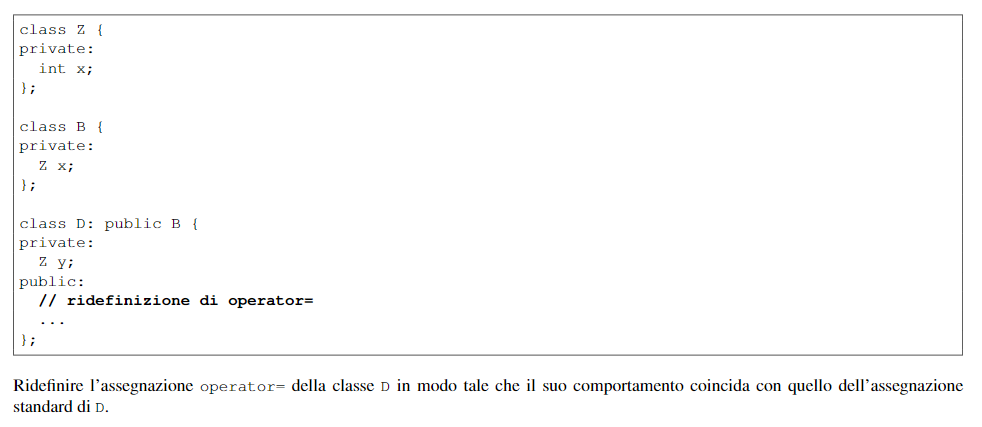 class Z {
private:
  int x;
};

class B {
private:
  Z x;
};

class D: public B {
private:
  Z y;
public:
  // ridefinizione di operator=
  ...
};

Ridefinire l'assegnazione operator= della classe D in modo tale che il suo comportamento coincida con quello dell'assegnazione
standard di D.